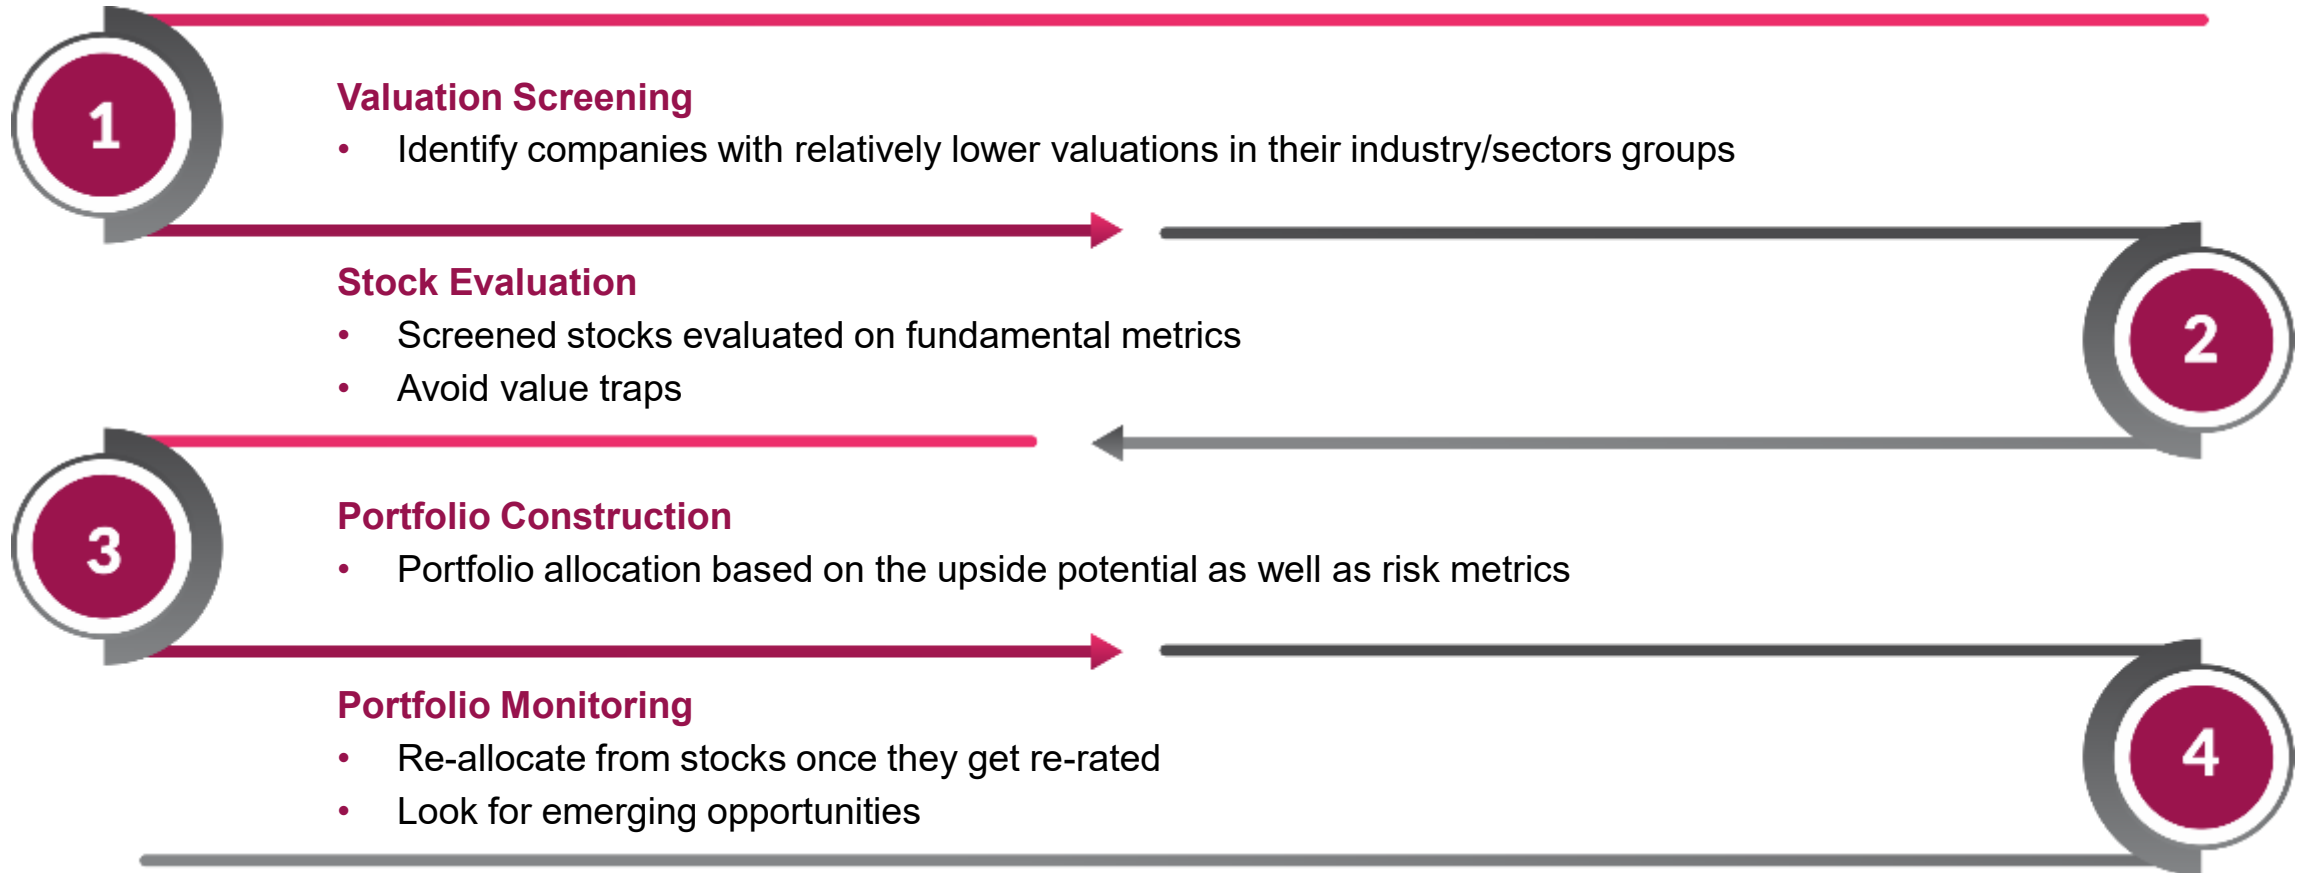 1
Valuation Screening
• Identify companies with relatively lower valuations in their industry/sectors groups
2
Stock Evaluation
• Screened stocks evaluated on fundamental metrics
• Avoid value traps
3
Portfolio Construction
• Portfolio allocation based on the upside potential as well as risk metrics
4
Portfolio Monitoring
• Re-allocate from stocks once they get re-rated
• Look for emerging opportunities